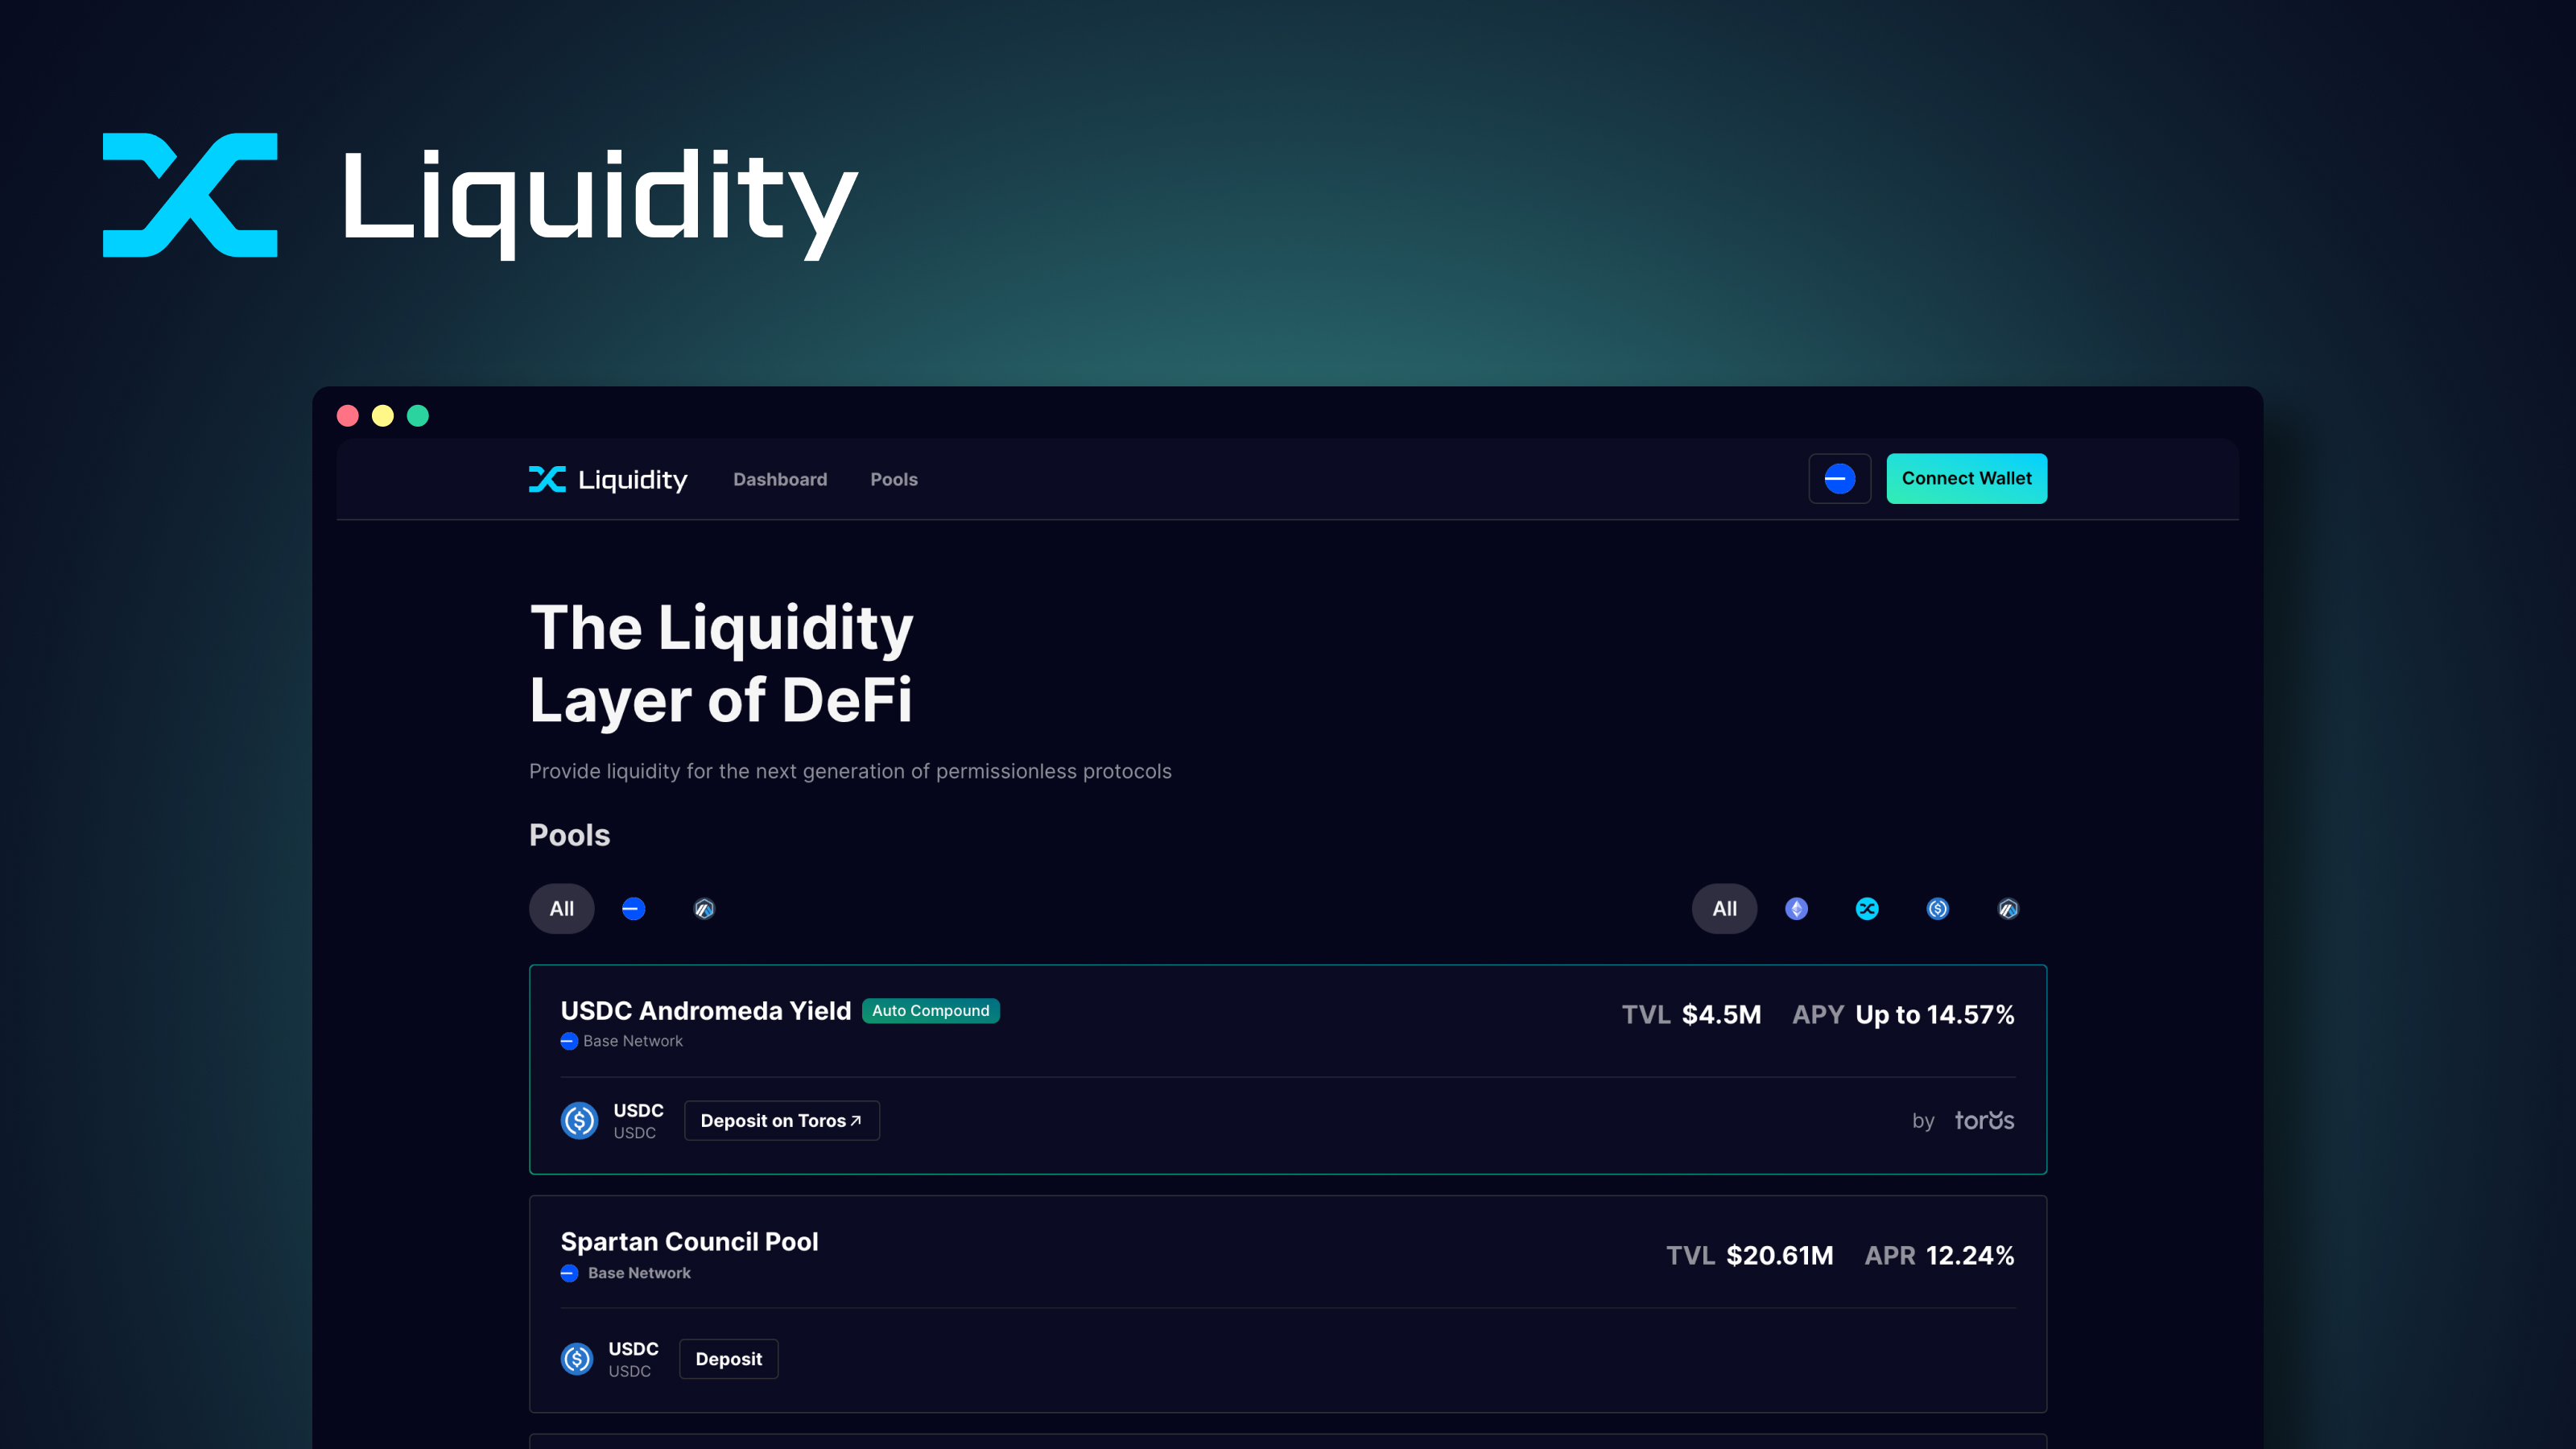 Liquidity
Liquidity Dashboard Pools Connect Wallet
The Liquidity
Layer of DeFi
Provide liquidity for the next generation of permissionless protocols
Pools
All All
USDC Andromeda Yield Auto Compound TVL $4.5M APY Up to 14.57%
Base Network
USDC
USDC
Deposit on Toros↗
by toros
Spartan Council Pool TVL $20.61M APR 12.24%
Base Network
USDC
USDC
Deposit